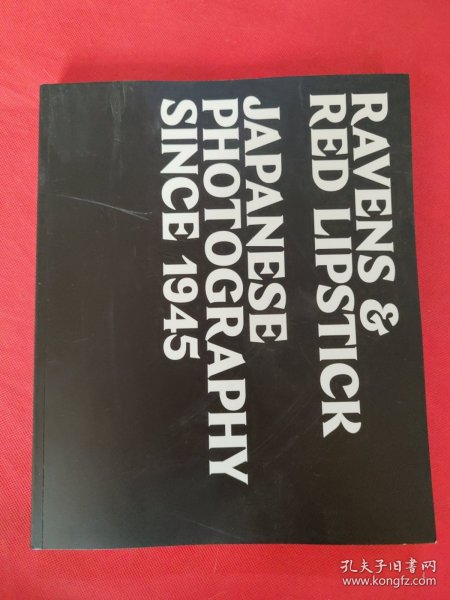 RAVENS &
RED LIPSTICK
JAPANESE
PHOTOGRAPHY
SINCE 1945
孔夫子旧书网
www.kongfz.com